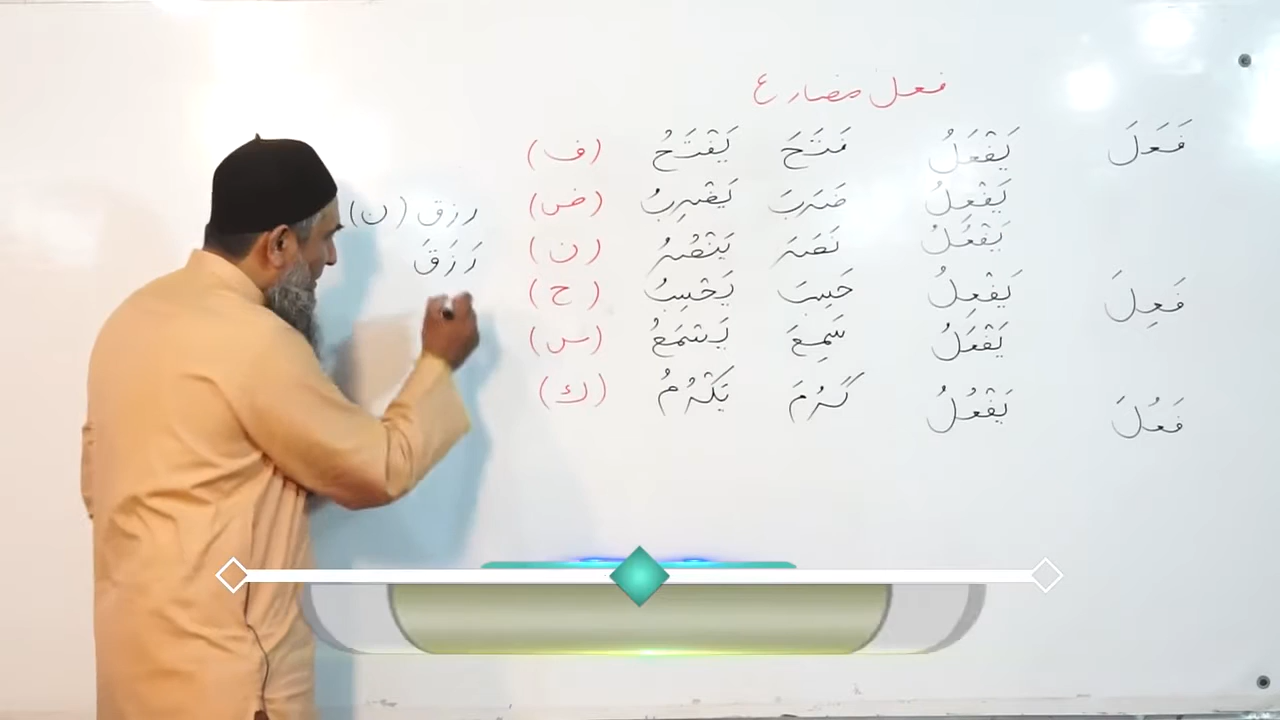 فعل مضارع
فَعَلَ يَفْعَلُ فَتَحَ يَفْتَحُ (ف)
يَفْعِلُ ضَرَبَ يَضْرِبُ (ض) رزق (ن)
يَفْعُلُ نَصَرَ يَنْصُرُ (ن) رَزَقَ
فَعِلَ يَفْعِلُ حَسِبَ يَحْسِبُ (ح)
يَفْعَلُ سَمِعَ يَسْمَعُ (س)
فَعُلَ يَفْعُلُ كَرُمَ يَكْرُمُ (ك)